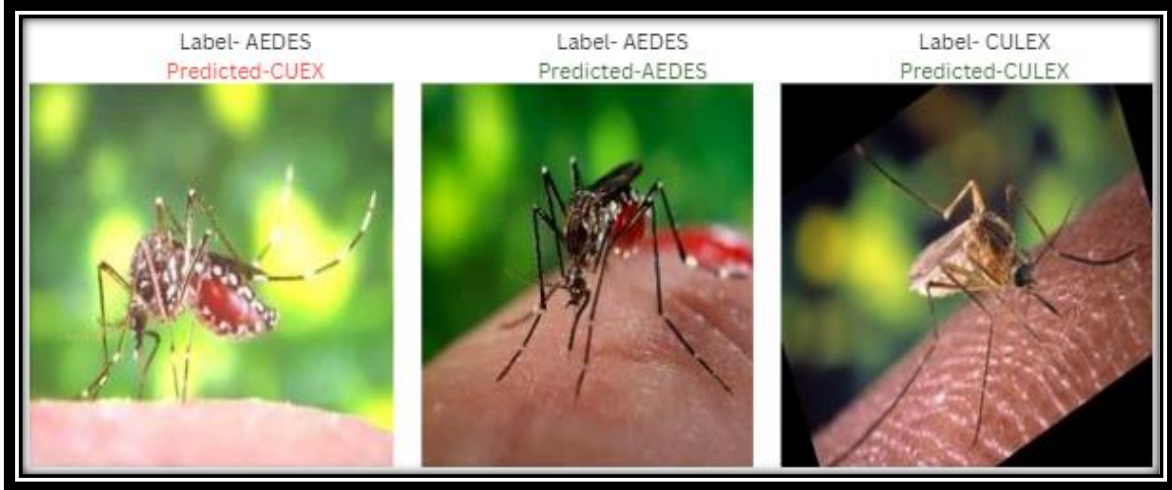 Label- AEDES
Predicted-CUEX
Label- AEDES
Predicted-AEDES
Label- CULEX
Predicted-CULEX